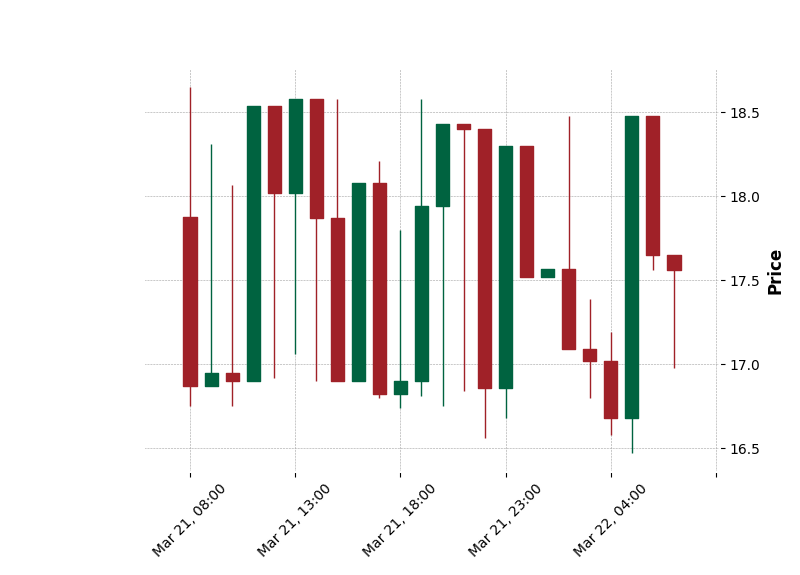 18.5
18.0
17.5
17.0
16.5
Price
Mar 21, 08:00
Mar 21, 13:00
Mar 21, 18:00
Mar 21, 23:00
Mar 22, 04:00